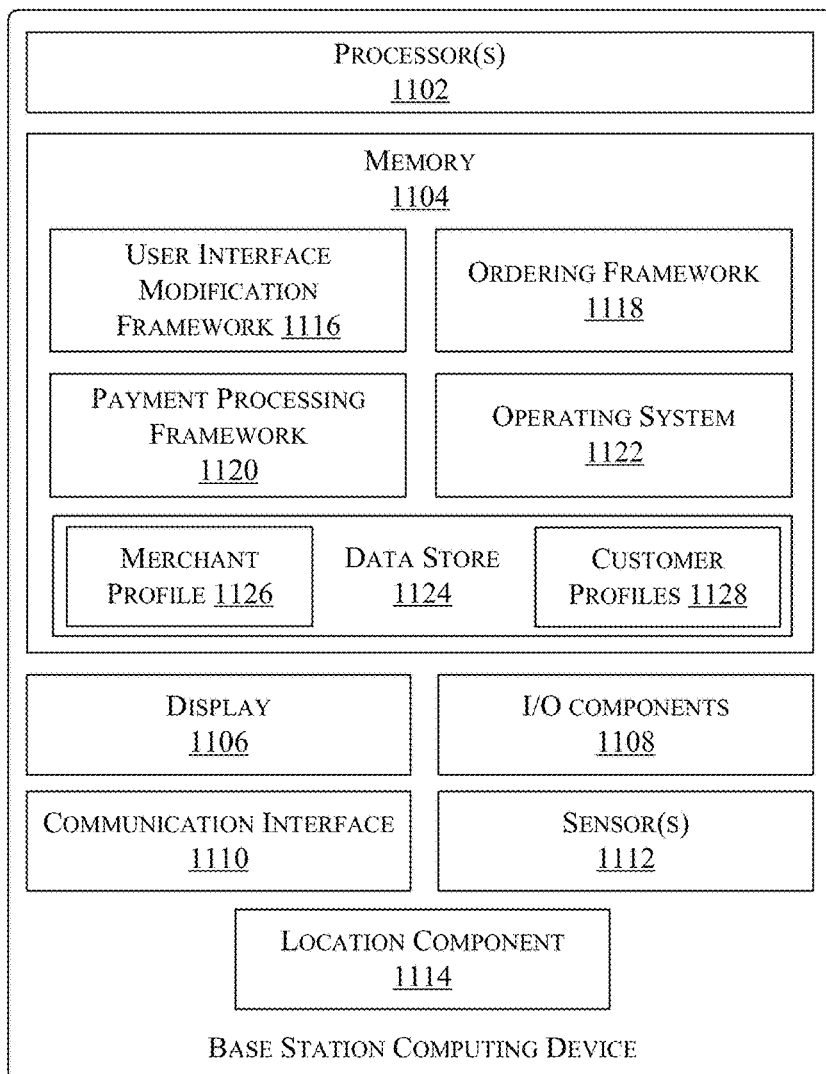 PROCESSOR(S)
1102
MEMORY
1104
USER INTERFACE
MODIFICATION
FRAMEWORK 1116
ORDERING FRAMEWORK
1118
PAYMENT PROCESSING
FRAMEWORK
1120
OPERATING SYSTEM
1122
MERCHANT
PROFILE 1126
DATA STORE
1124
CUSTOMER
PROFILES 1128
DISPLAY
1106
I/O COMPONENTS
1108
COMMUNICATION INTERFACE
1110
SENSOR(S)
1112
LOCATION COMPONENT
1114
BASE STATION COMPUTING DEVICE